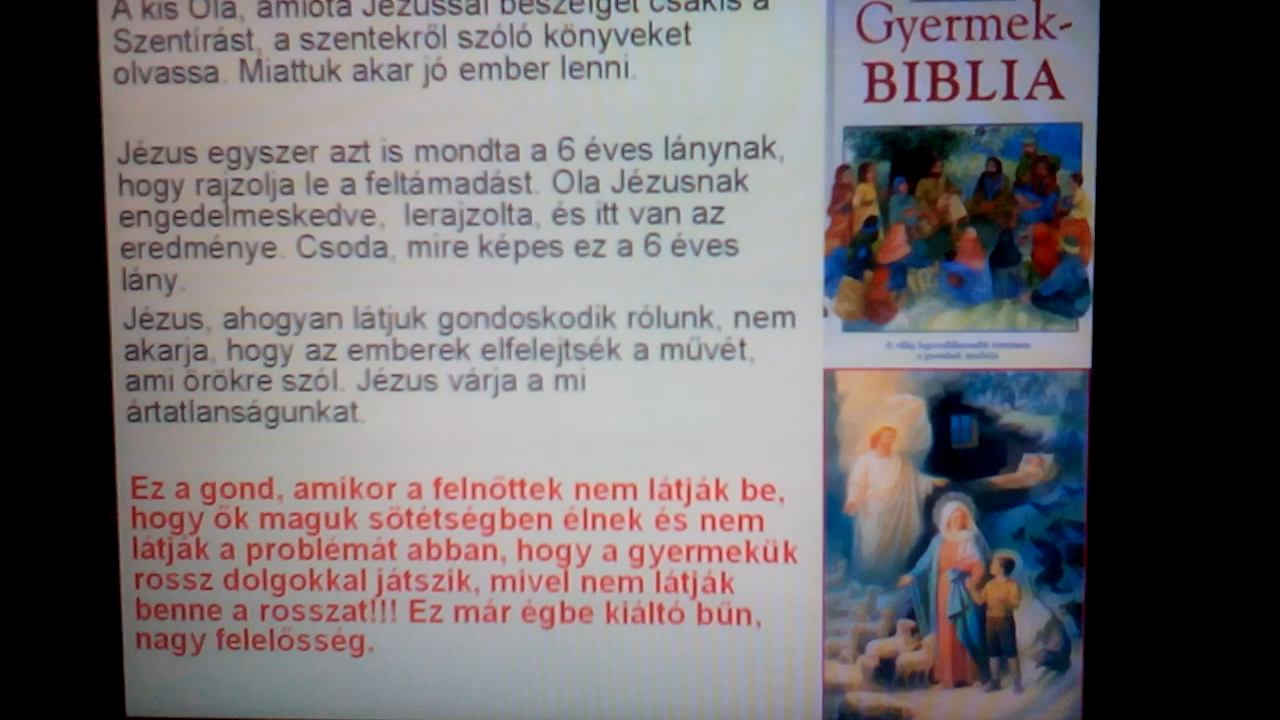 A kis Ola, amióta Jézussal beszélget csakis a
Szentírást, a szentekről szóló könyveket
olvassa. Miattuk akar jó ember lenni.
Jézus egyszer azt is mondta a 6 éves lánynak,
hogy rajzolja le a feltámadást. Ola Jézusnak
engedelmeskedve, lerajzolta, és itt van az
eredménye. Csoda, mire képes ez a 6 éves
lány.
Jézus, ahogyan látjuk gondoskodik rólunk, nem
akarja, hogy az emberek elfelejtsék a művét,
ami örökre szól. Jézus várja a mi
ártatlanságunkat.
Ez a gond, amikor a felnőttek nem látják be,
hogy ők maguk sötétségben élnek és nem
látják a problémát abban, hogy a gyermekük
rossz dolgokkal játszik, mivel nem látják
benne a rosszat!!! Ez már égbe kiáltó bűn,
nagy felelősség.
Gyermek-
BIBLIA
A világ